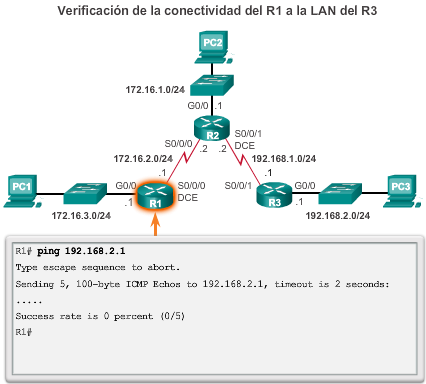 Verificación de la conectividad del R1 a la LAN del R3
PC2
172.16.1.0/24
G0/0
.1
R2
S0/0/0
.2
.2
S0/0/1
DCE
172.16.2.0/24
192.168.1.0/24
.1
.1
PC1
G0/0
S0/0/0
DCE
S0/0/1
G0/0
PC3
.1
R1
R3
.1
172.16.3.0/24
192.168.2.0/24
R1# ping 192.168.2.1
Type escape sequence to abort.
Sending 5, 100-byte ICMP Echos to 192.168.2.1, timeout is 2 seconds:
.....
Success rate is 0 percent (0/5)
R1#